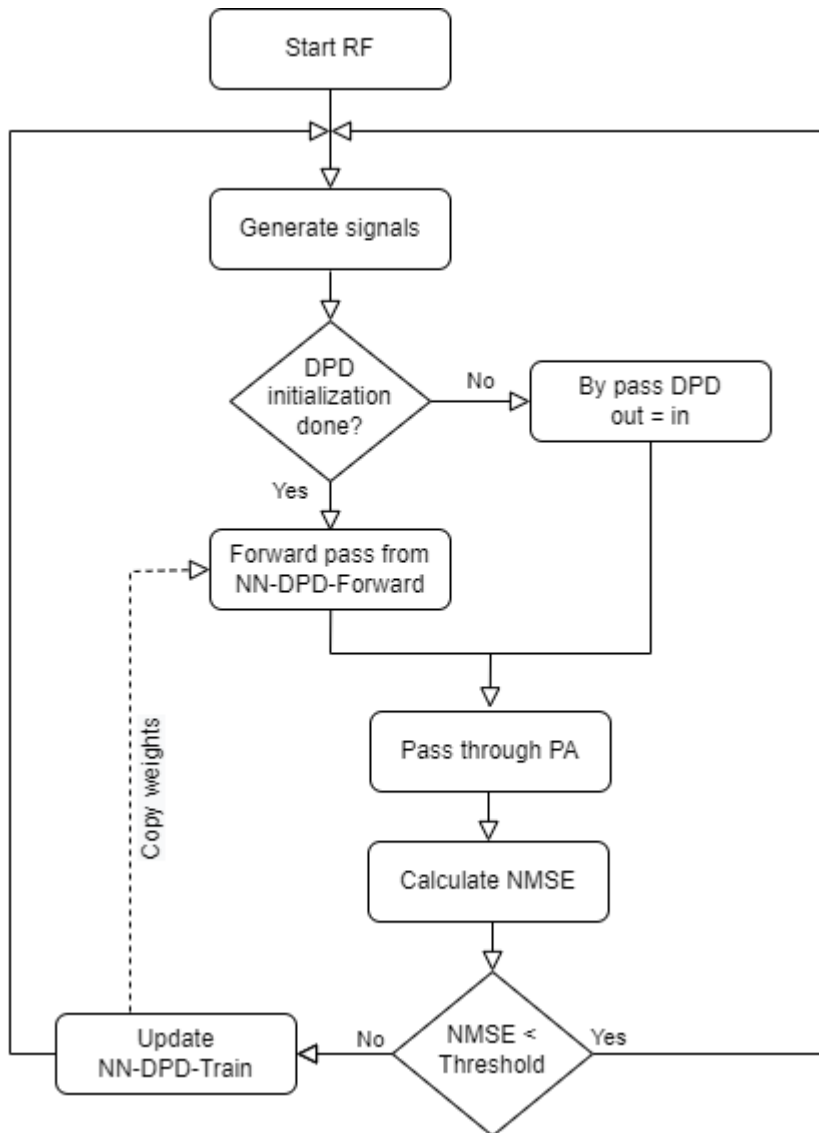 Start RF
Generate signals
DPD
initialization
done?
No
By pass DPD
out = in
Yes
Forward pass from
NN-DPD-Forward
Copy weights
Pass through PA
Calculate NMSE
NMSE <
Threshold
No
Yes
Update
NN-DPD-Train